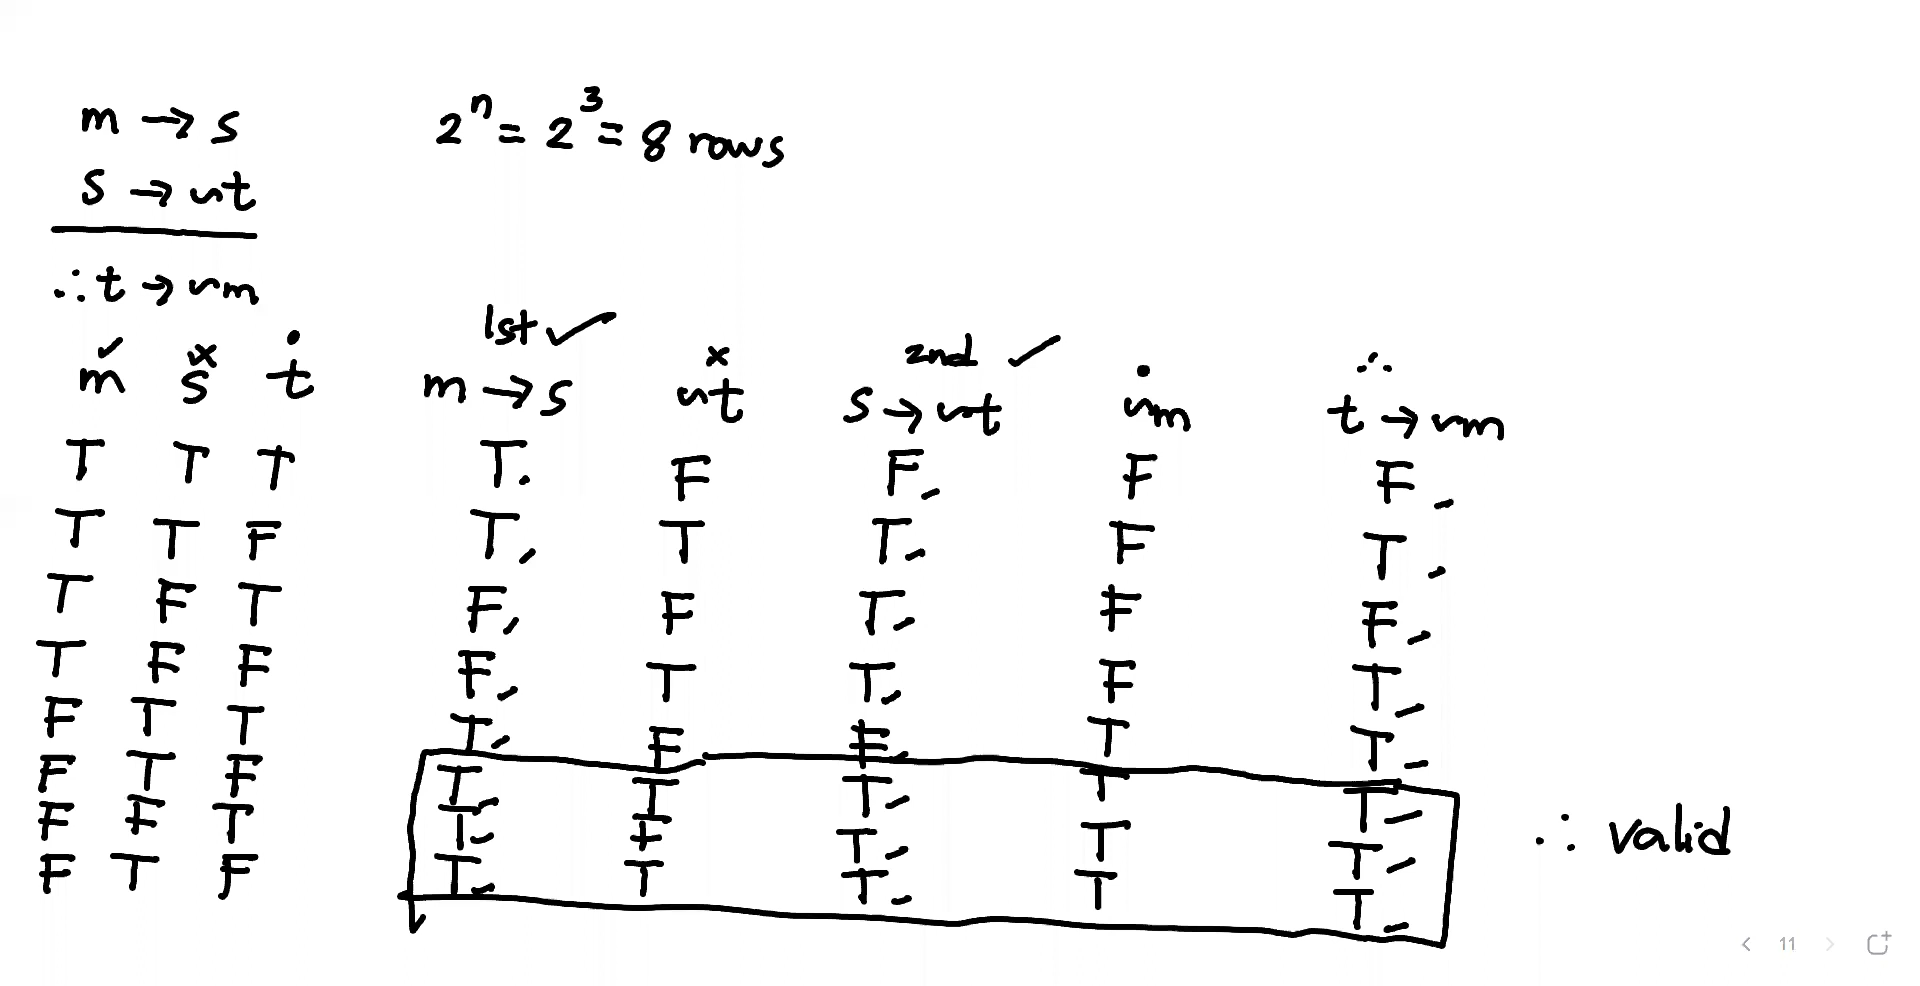 m → s
2ⁿ = 2³ = 8 rows
s → ~t
∴ t → ~m
1st ✓ x 2nd ✓ • ∴
✓ x •
m s t m → s ~t s → ~t ~m t → ~m
T T T T F F F F
T T F T T T F T
T F T F F T F F
T F F F T T F T
F T T T F F T T
F T F T T T T T
F F T T F T T T
F T F T T T T T
∴ valid
11